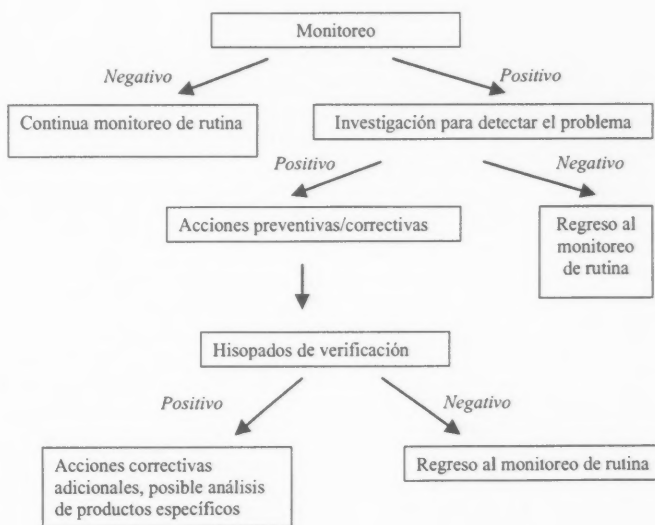 Monitoreo
Negativo
Positivo
Continua monitoreo de rutina
Investigación para detectar el problema
Positivo
Negativo
Acciones preventivas/correctivas
Regreso al
monitoreo
de rutina
Hisopados de verificación
Positivo
Negativo
Acciones correctivas
adicionales, posible análisis
de productos específicos
Regreso al monitoreo de rutina